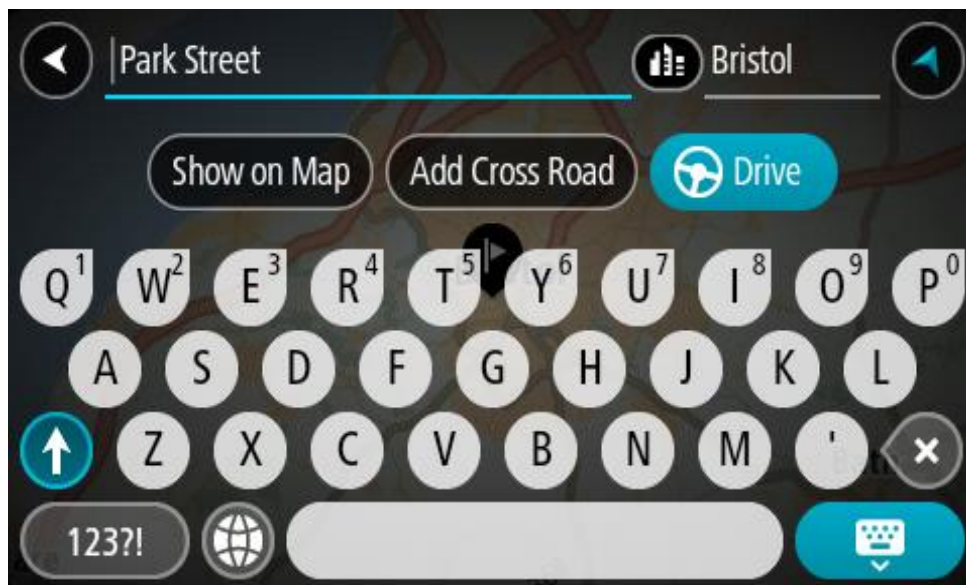 Park Street Bristol
Show on Map Add Cross Road Drive
Q1 W2 E3 R4 T5 Y6 U7 I8 O9 P0
A S D F G H J K L
Z X C V B N M '
123?!